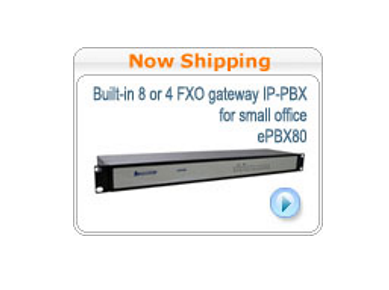 Now Shipping
Built-in 8 or 4 FXO gateway IP-PBX
for small office
ePBX80